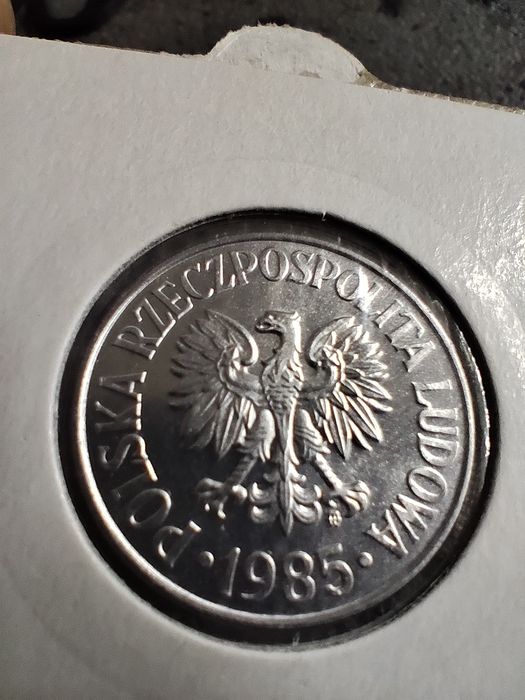 POLSKA RZECZPOSPOLITA LUDOWA
· 1985 ·